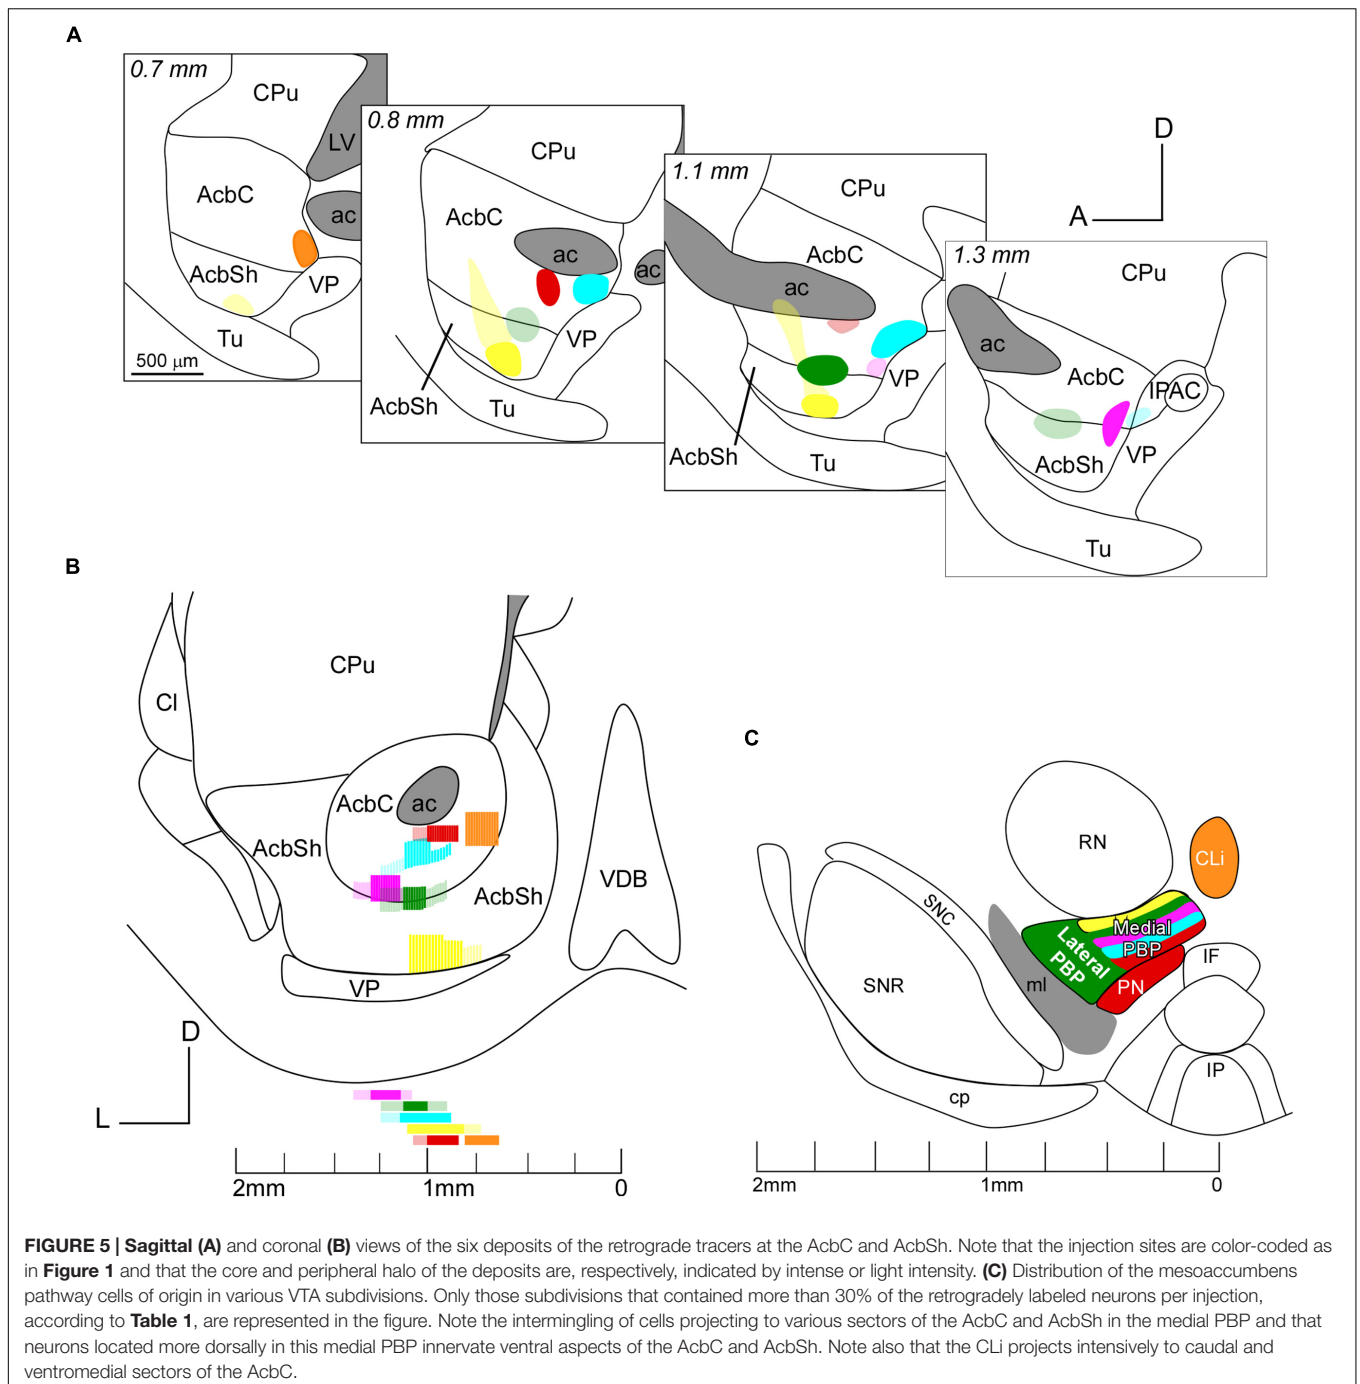 A
0.7 mm
CPu
LV
AcbC
ac
AcbSh
VP
Tu
500 µm
0.8 mm
CPu
AcbC
ac
ac
VP
AcbSh
Tu
1.1 mm
CPu
AcbC
ac
VP
AcbSh
Tu
D
A
1.3 mm
CPu
ac
AcbC
IPAC
AcbSh
VP
Tu
B
CPu
Cl
AcbC
ac
AcbSh
AcbSh
VDB
VP
D
L
2mm
1mm
0
C
RN
CLi
SNC
Medial
PBP
Lateral
PBP
IF
SNR
ml
PN
IP
cp
2mm
1mm
0
FIGURE 5 | Sagittal (A) and coronal (B) views of the six deposits of the retrograde tracers at the AcbC and AcbSh. Note that the injection sites are color-coded as
in Figure 1 and that the core and peripheral halo of the deposits are, respectively, indicated by intense or light intensity. (C) Distribution of the mesoaccumbens
pathway cells of origin in various VTA subdivisions. Only those subdivisions that contained more than 30% of the retrogradely labeled neurons per injection,
according to Table 1, are represented in the figure. Note the intermingling of cells projecting to various sectors of the AcbC and AcbSh in the medial PBP and that
neurons located more dorsally in this medial PBP innervate ventral aspects of the AcbC and AcbSh. Note also that the CLi projects intensively to caudal and
ventromedial sectors of the AcbC.